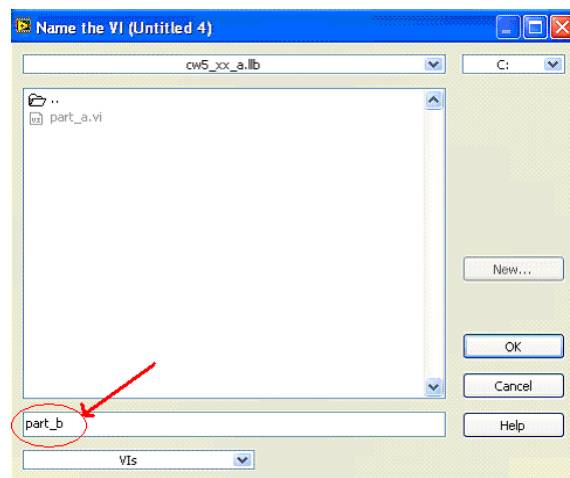 Name the VI (Untitled 4)
cw5_xx_a.llb
C:
..
part_a.vi
New...
OK
Cancel
part_b
Help
VIs